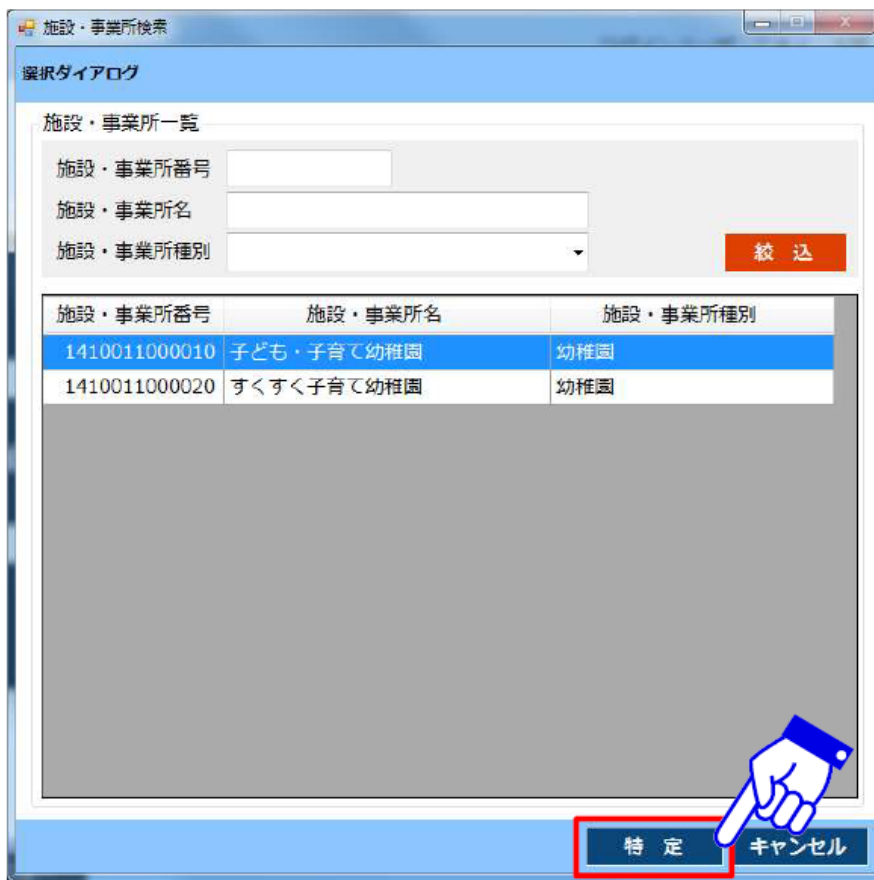 施設・事業所検索
選択ダイアログ
施設・事業所一覧
施設・事業所番号
施設・事業所名
施設・事業所種別
絞 込
施設・事業所番号 施設・事業所名 施設・事業所種別
1410011000010 子ども・子育て幼稚園 幼稚園
1410011000020 すくすく子育て幼稚園 幼稚園
特 定 キャンセル